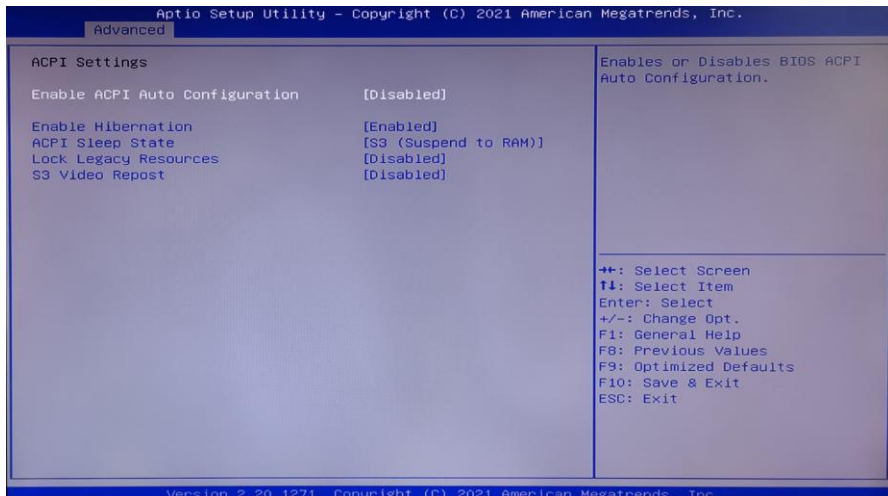 Aptio Setup Utility – Copyright (C) 2021 American Megatrends, Inc.
Advanced
ACPI Settings
Enable ACPI Auto Configuration [Disabled]
Enable Hibernation [Enabled]
ACPI Sleep State [S3 (Suspend to RAM)]
Lock Legacy Resources [Disabled]
S3 Video Repost [Disabled]
Enables or Disables BIOS ACPI
Auto Configuration.
→←: Select Screen
↑↓: Select Item
Enter: Select
+/-: Change Opt.
F1: General Help
F8: Previous Values
F9: Optimized Defaults
F10: Save & Exit
ESC: Exit
Version 2.20.1271. Copyright (C) 2021 American Megatrends, Inc.